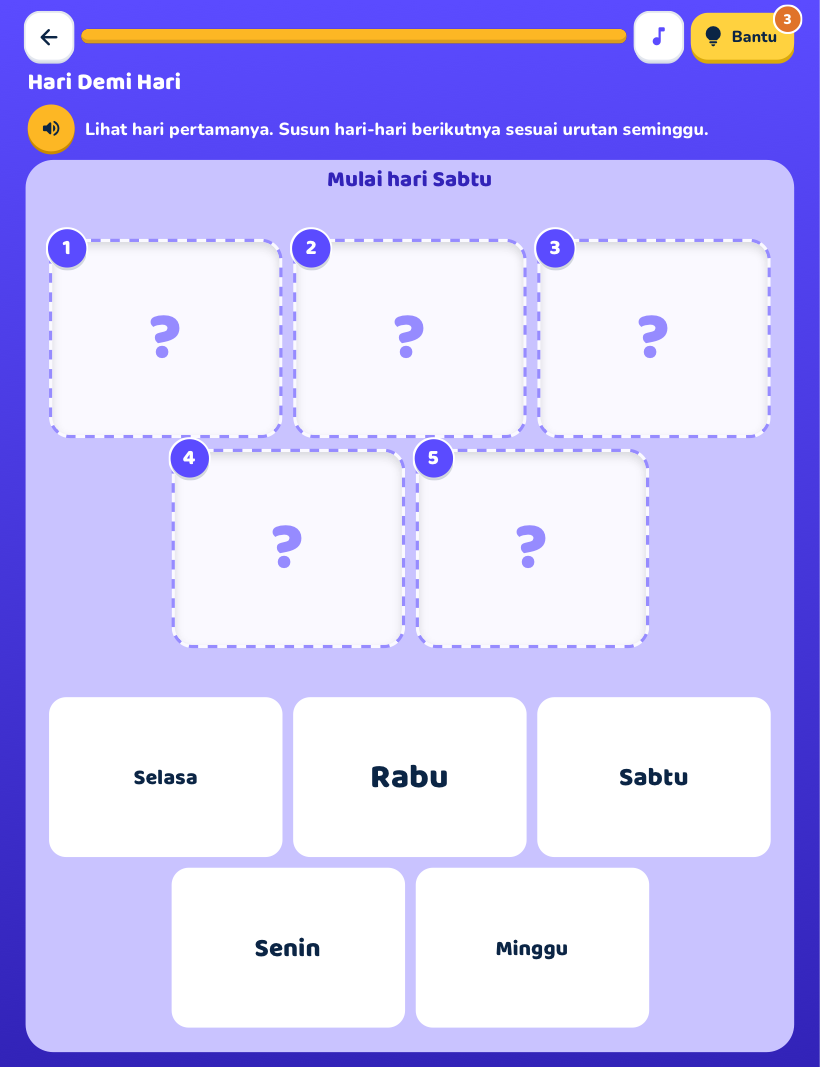 Bantu
3
Hari Demi Hari
Lihat hari pertamanya. Susun hari-hari berikutnya sesuai urutan seminggu.
Mulai hari Sabtu
1
?
2
?
3
?
4
?
5
?
Selasa
Rabu
Sabtu
Senin
Minggu